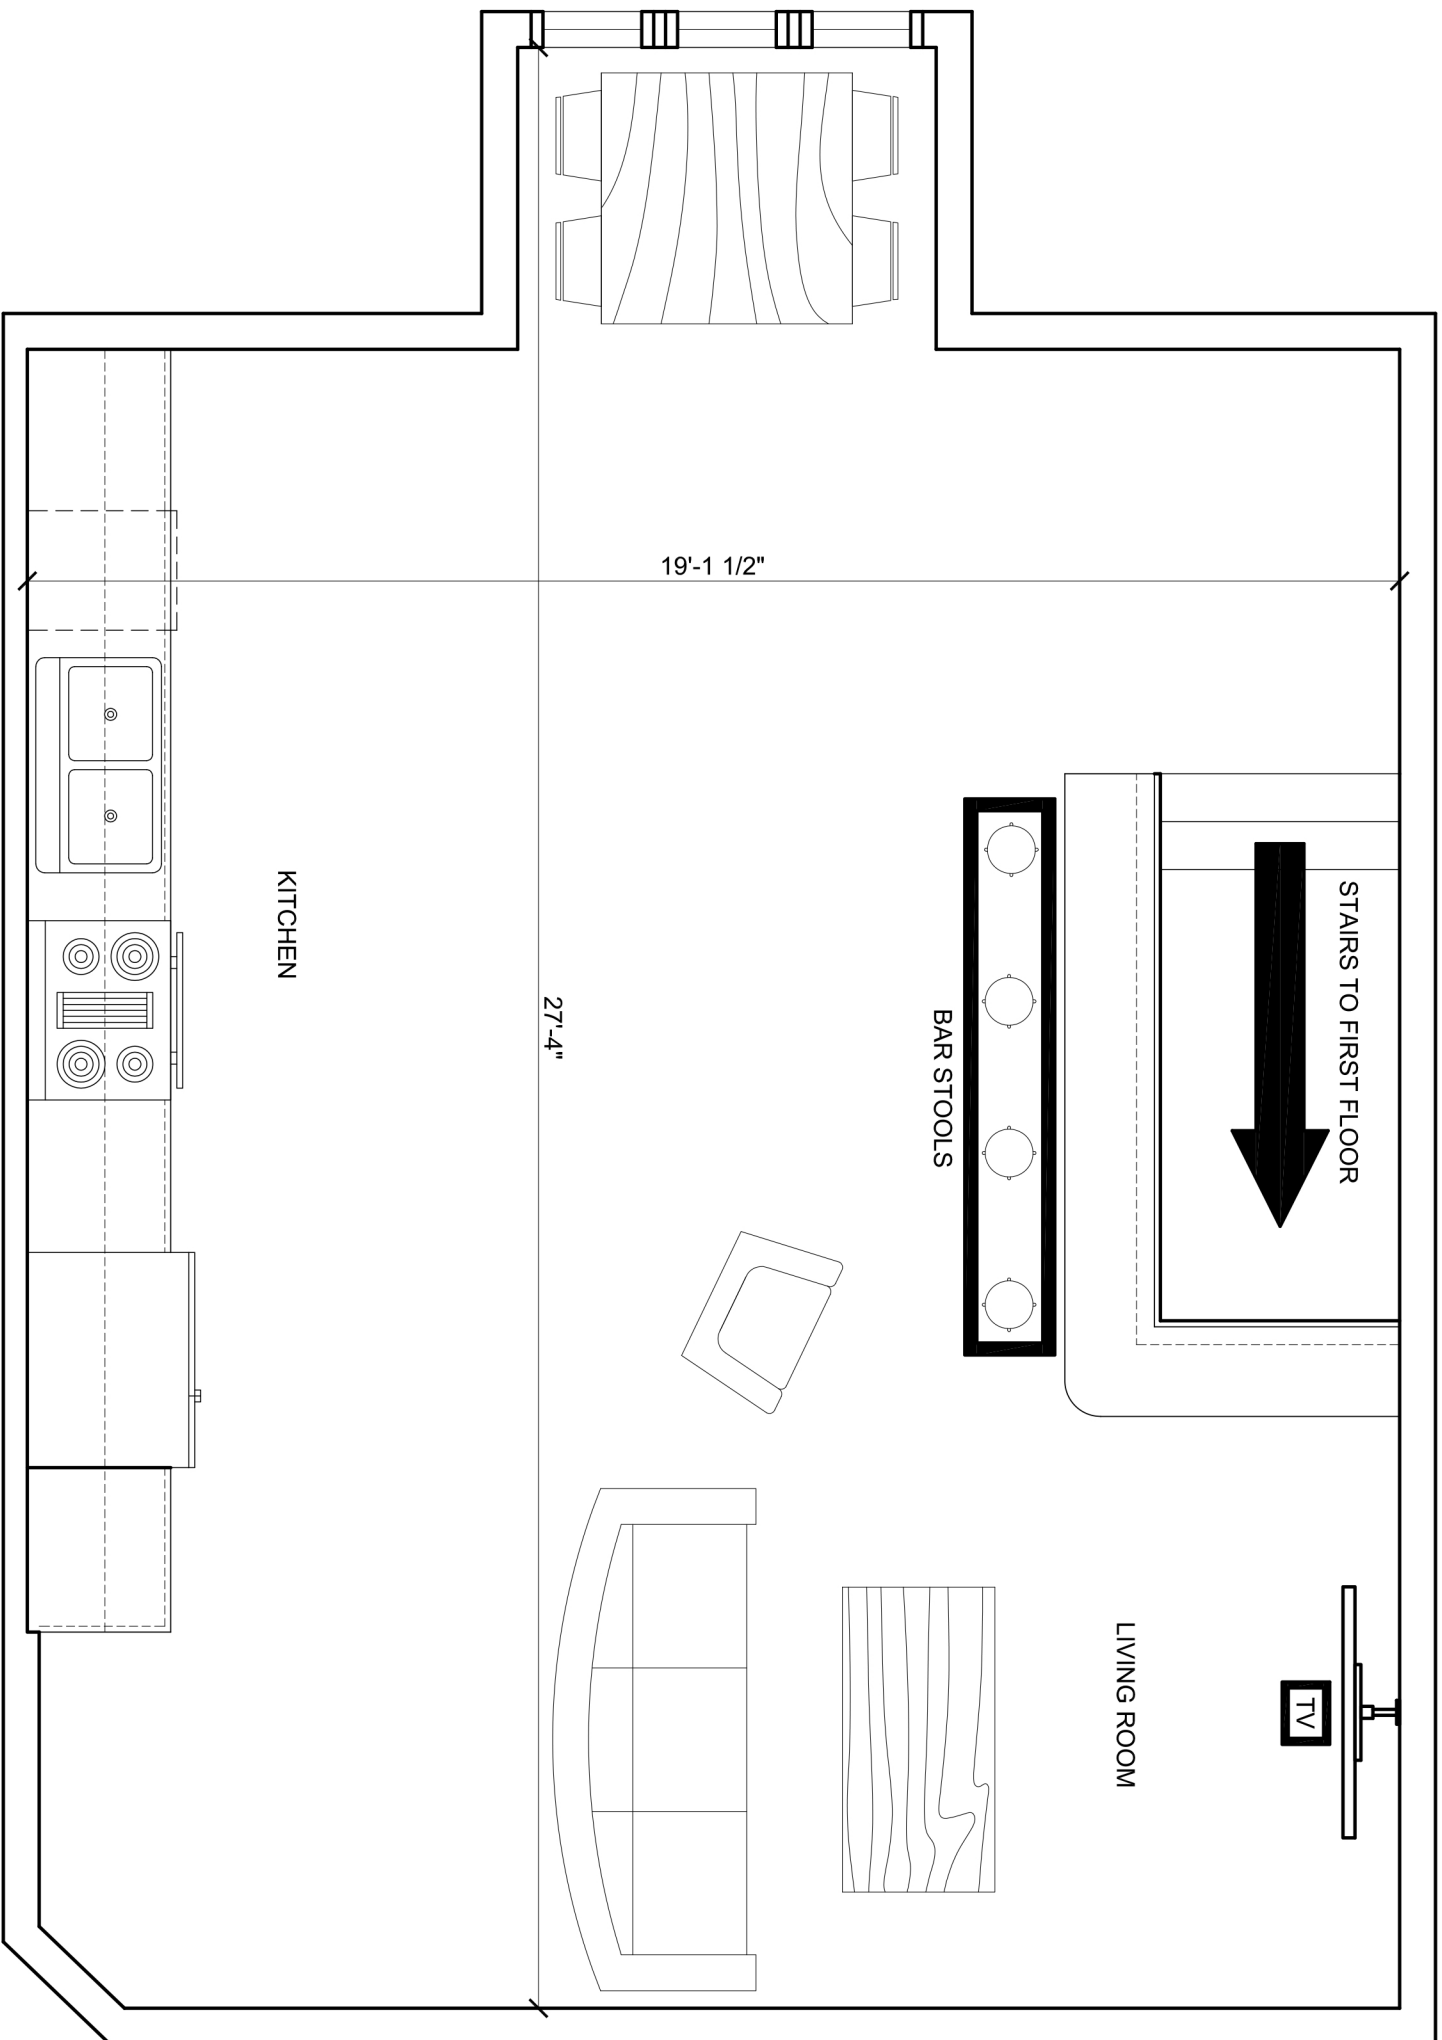 19'-1 1/2"
KITCHEN
27'-4"
BAR STOOLS
STAIRS TO FIRST FLOOR
LIVING ROOM
TV